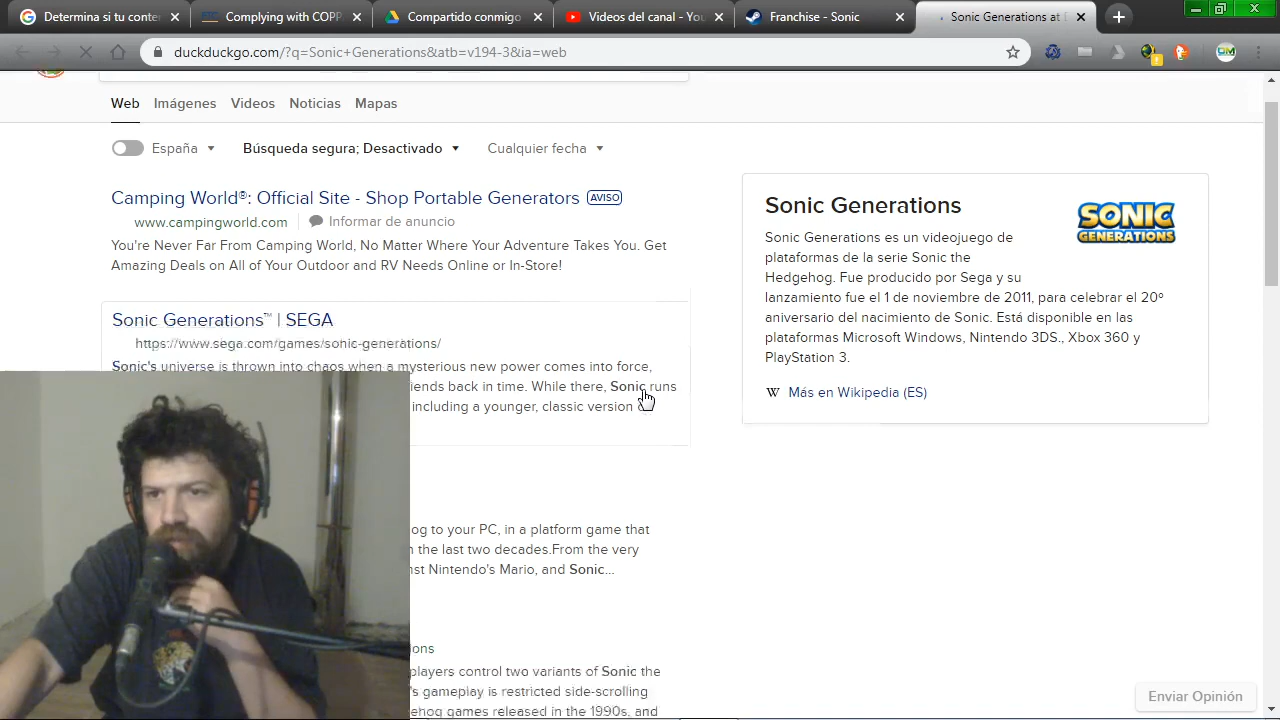 Determina si tu conte
FTC Complying with COPP
Compartido conmigo
Videos del canal - You
Franchise - Sonic
Sonic Generations at
duckduckgo.com/?q=Sonic+Generations&atb=v194-3&ia=web
Web Imágenes Videos Noticias Mapas
España Búsqueda segura; Desactivado Cualquier fecha
Camping World®: Official Site - Shop Portable Generators AVISO
www.campingworld.com Informar de anuncio
You're Never Far From Camping World, No Matter Where Your Adventure Takes You. Get
Amazing Deals on All of Your Outdoor and RV Needs Online or In-Store!
Sonic Generations™ | SEGA
https://www.sega.com/games/sonic-generations/
Sonic's universe is thrown into chaos when a mysterious new power comes into force,
iends back in time. While there, Sonic runs
including a younger, classic version
og to your PC, in a platform game that
n the last two decades.From the very
nst Nintendo's Mario, and Sonic...
ions
players control two variants of Sonic the
's gameplay is restricted side-scrolling
ehog games released in the 1990s, and
Sonic Generations
SONIC
GENERATIONS
Sonic Generations es un videojuego de
plataformas de la serie Sonic the
Hedgehog. Fue producido por Sega y su
lanzamiento fue el 1 de noviembre de 2011, para celebrar el 20º
aniversario del nacimiento de Sonic. Está disponible en las
plataformas Microsoft Windows, Nintendo 3DS., Xbox 360 y
PlayStation 3.
W Más en Wikipedia (ES)
Enviar Opinión